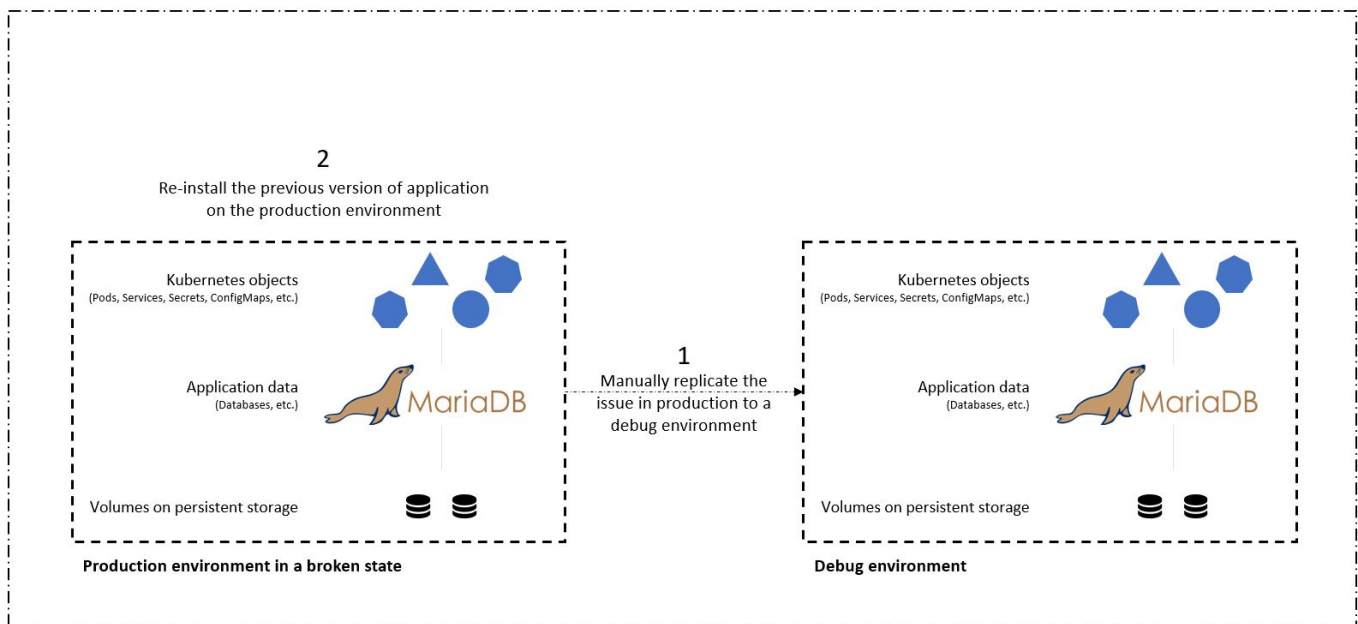 2
Re-install the previous version of application
on the production environment
Kubernetes objects
(Pods, Services, Secrets, ConfigMaps, etc.)
Application data
(Databases, etc.)
MariaDB
Volumes on persistent storage
Production environment in a broken state
1
Manually replicate the
issue in production to a
debug environment
Kubernetes objects
(Pods, Services, Secrets, ConfigMaps, etc.)
Application data
(Databases, etc.)
MariaDB
Volumes on persistent storage
Debug environment